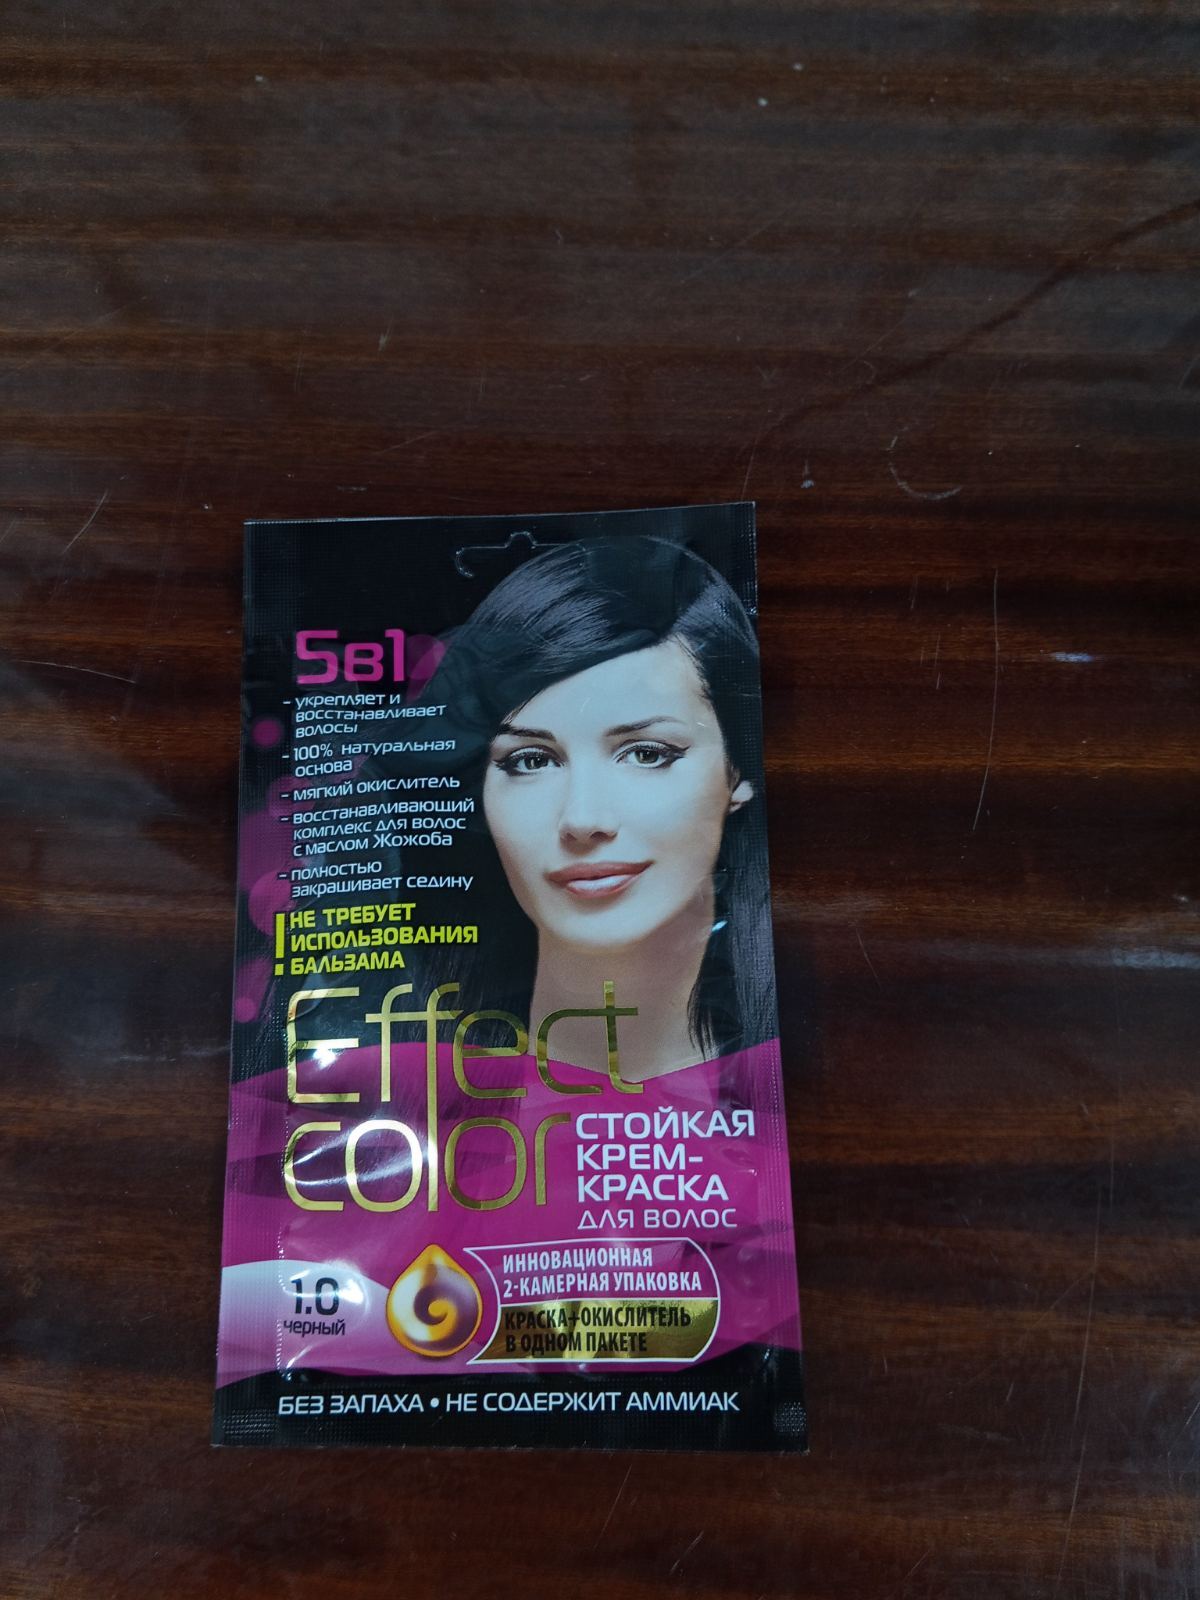 5в1
- укрепляет и
восстанавливает
волосы
- 100% натуральная
основа
- мягкий окислитель
- восстанавливающий
комплекс для волос
с маслом Жожоба
- полностью
закрашивает седину
! НЕ ТРЕБУЕТ
ИСПОЛЬЗОВАНИЯ
БАЛЬЗАМА
Effect
color
СТОЙКАЯ
КРЕМ-
КРАСКА
ДЛЯ ВОЛОС
ИННОВАЦИОННАЯ
2-КАМЕРНАЯ УПАКОВКА
КРАСКА+ОКИСЛИТЕЛЬ
В ОДНОМ ПАКЕТЕ
1.0
черный
БЕЗ ЗАПАХА • НЕ СОДЕРЖИТ АММИАК